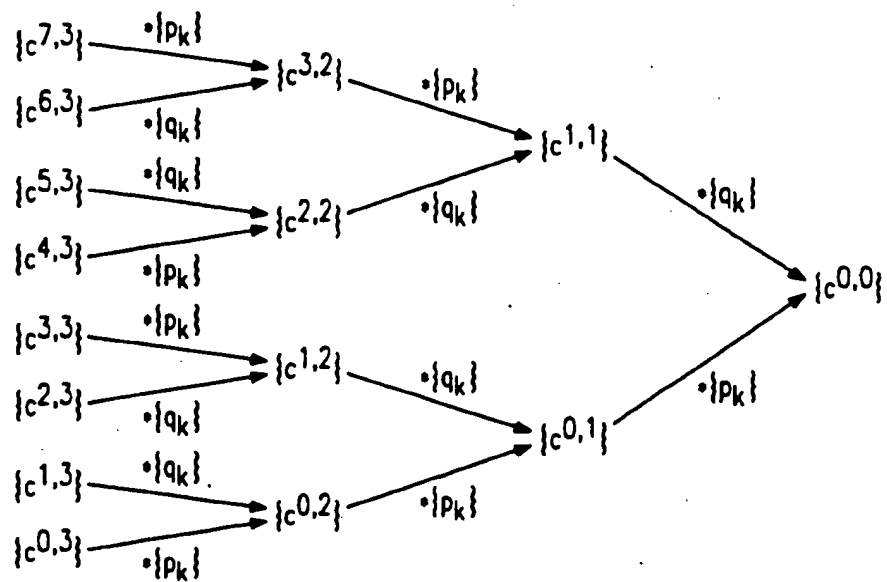 {c^{7,3}} *{p_k}
{c^{3,2}}
{c^{6,3}} *{q_k} *{p_k}
{c^{1,1}}
{c^{5,3}} *{q_k} *{q_k} *{q_k}
{c^{2,2}}
{c^{4,3}} *{p_k}
{c^{0,0}}
{c^{3,3}} *{p_k}
{c^{1,2}} *{q_k} *{p_k}
{c^{2,3}} *{q_k}
{c^{0,1}}
{c^{1,3}} *{q_k}
{c^{0,2}} *{p_k}
{c^{0,3}} *{p_k}